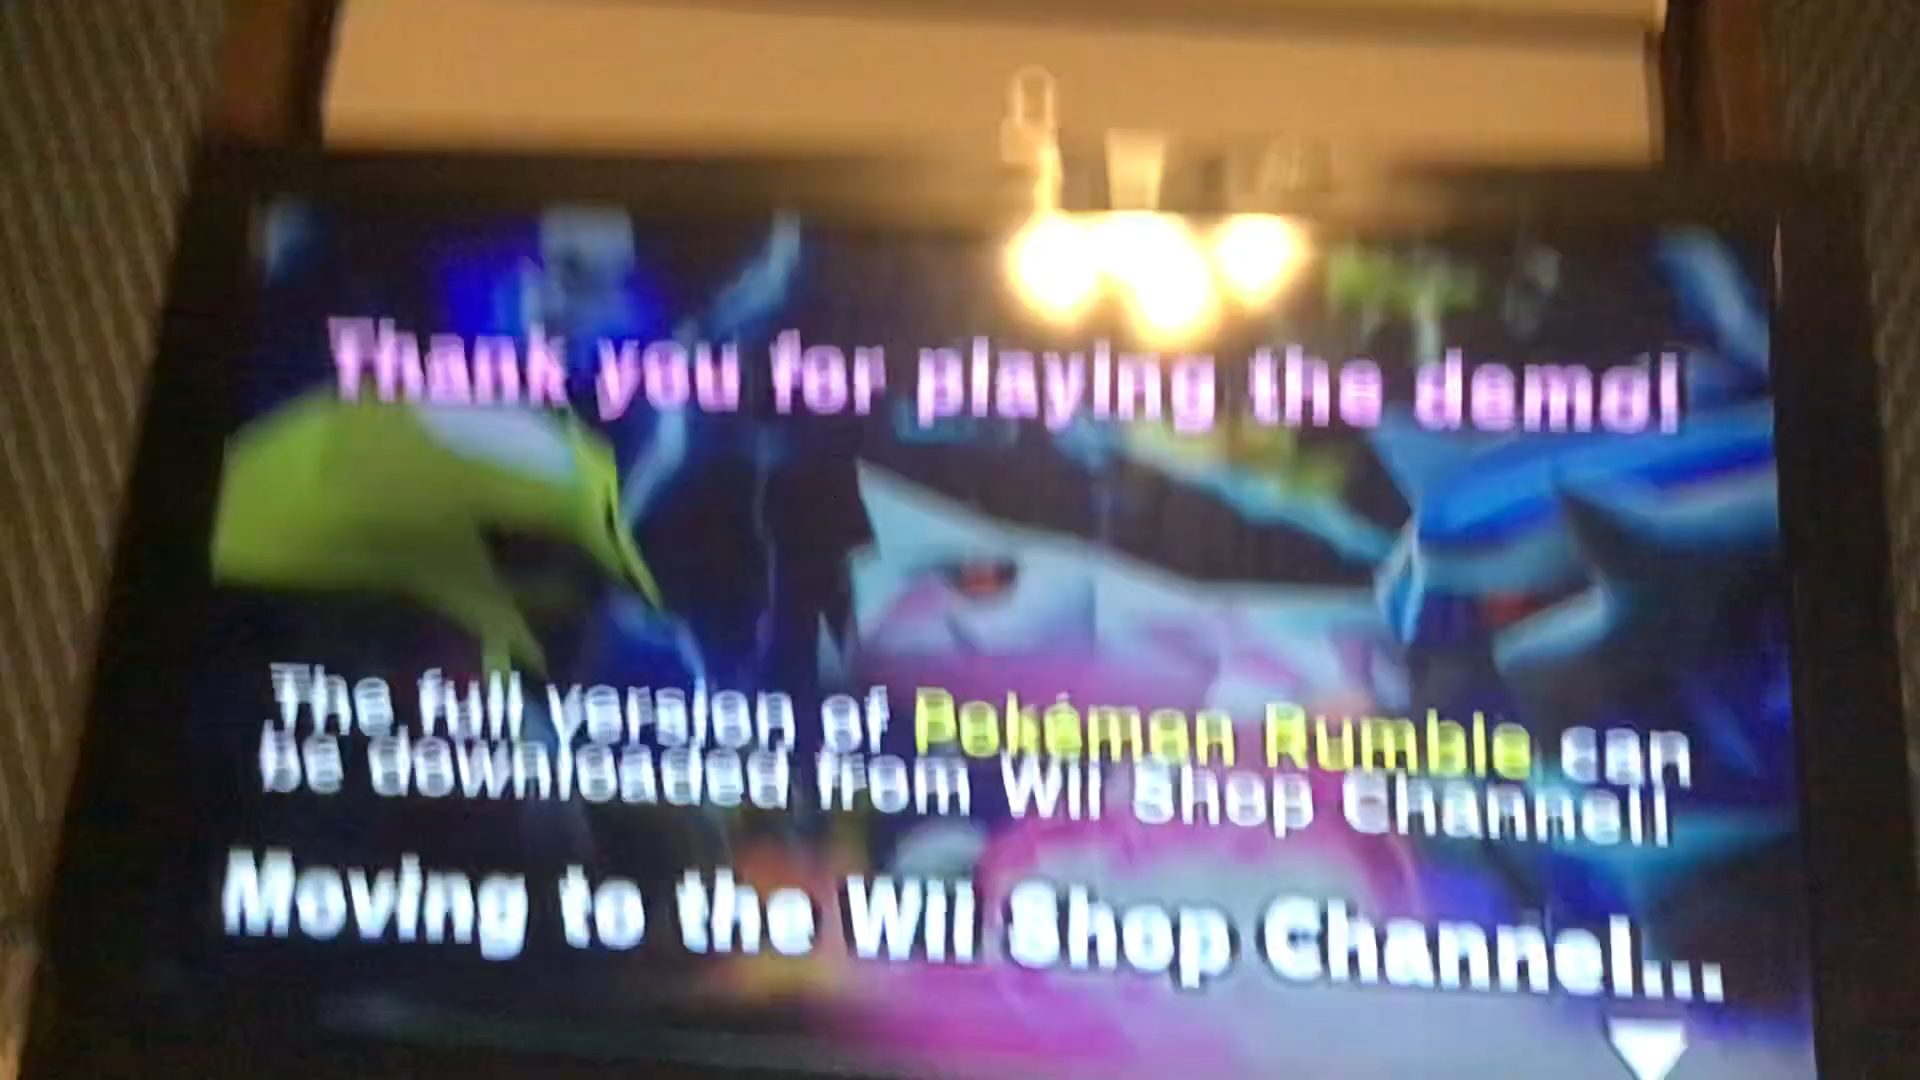 Thank you for playing the demo!
The full version of Pokémon Rumble can
be downloaded from Wii Shop Channel!
Moving to the Wii Shop Channel...